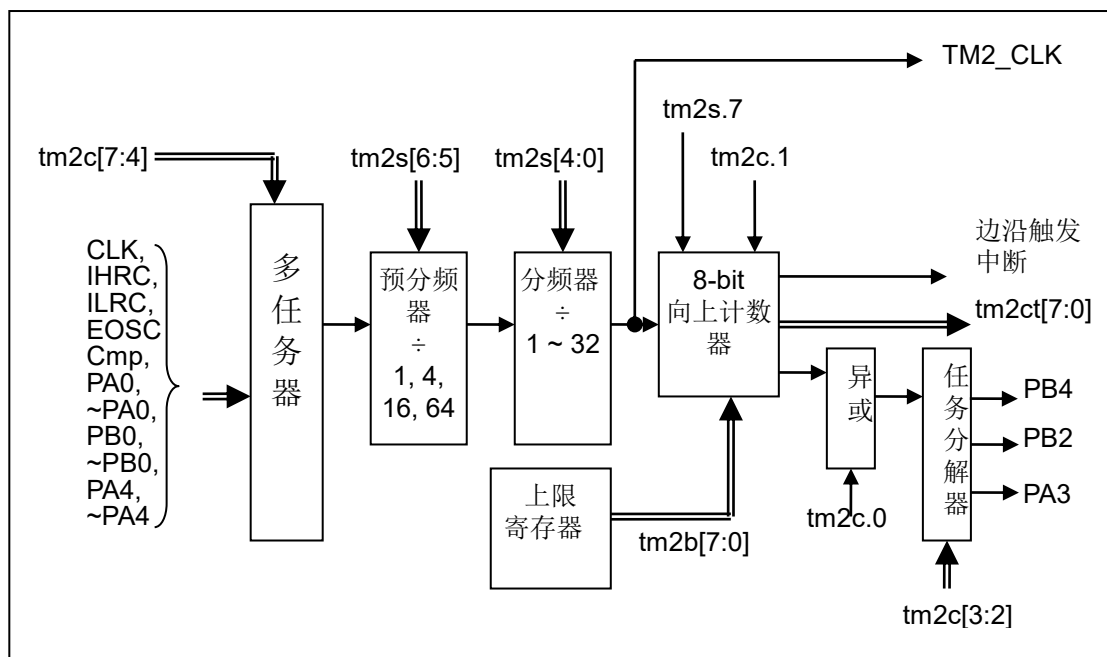 TM2_CLK
tm2s.7
tm2c[7:4]
tm2s[6:5]
tm2s[4:0]
tm2c.1
CLK,
IHRC,
ILRC,
EOSC
Cmp,
PA0,
~PA0,
PB0,
~PB0,
PA4,
~PA4
多
任
务
器
预分频
器
÷
1, 4,
16, 64
分频器
÷
1 ~ 32
8-bit
向上计数
器
边沿触发
中断
tm2ct[7:0]
异
或
任
务
分
解
器
PB4
PB2
PA3
上限
寄存器
tm2b[7:0]
tm2c.0
tm2c[3:2]